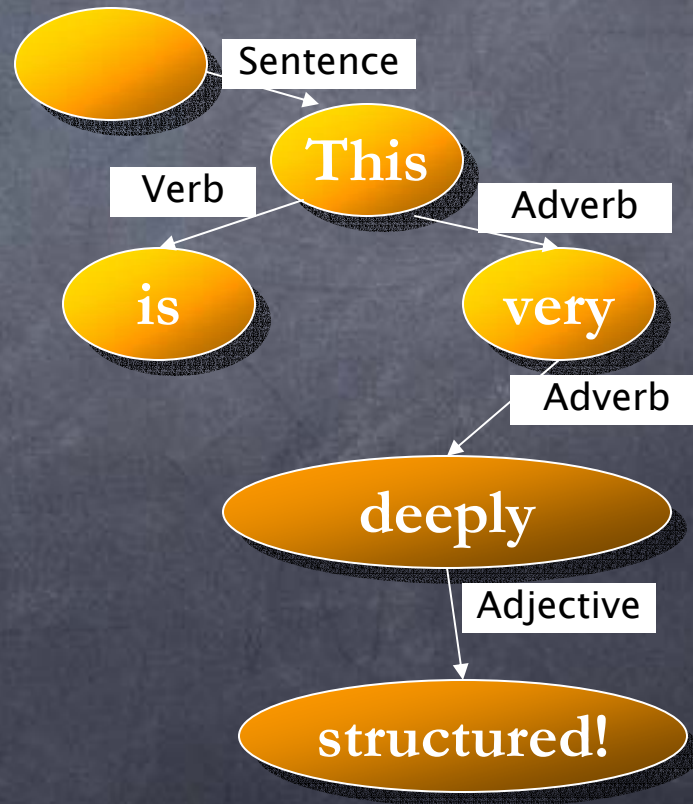 Sentence
This
Verb
Adverb
is
very
Adverb
deeply
Adjective
structured!